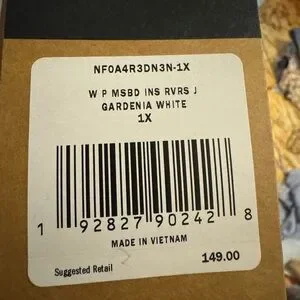 NF0A4R3DN3N-1X
W P MSBD INS RVRS J
GARDENIA WHITE
1X
1 92827 90242 8
MADE IN VIETNAM
Suggested Retail 149.00